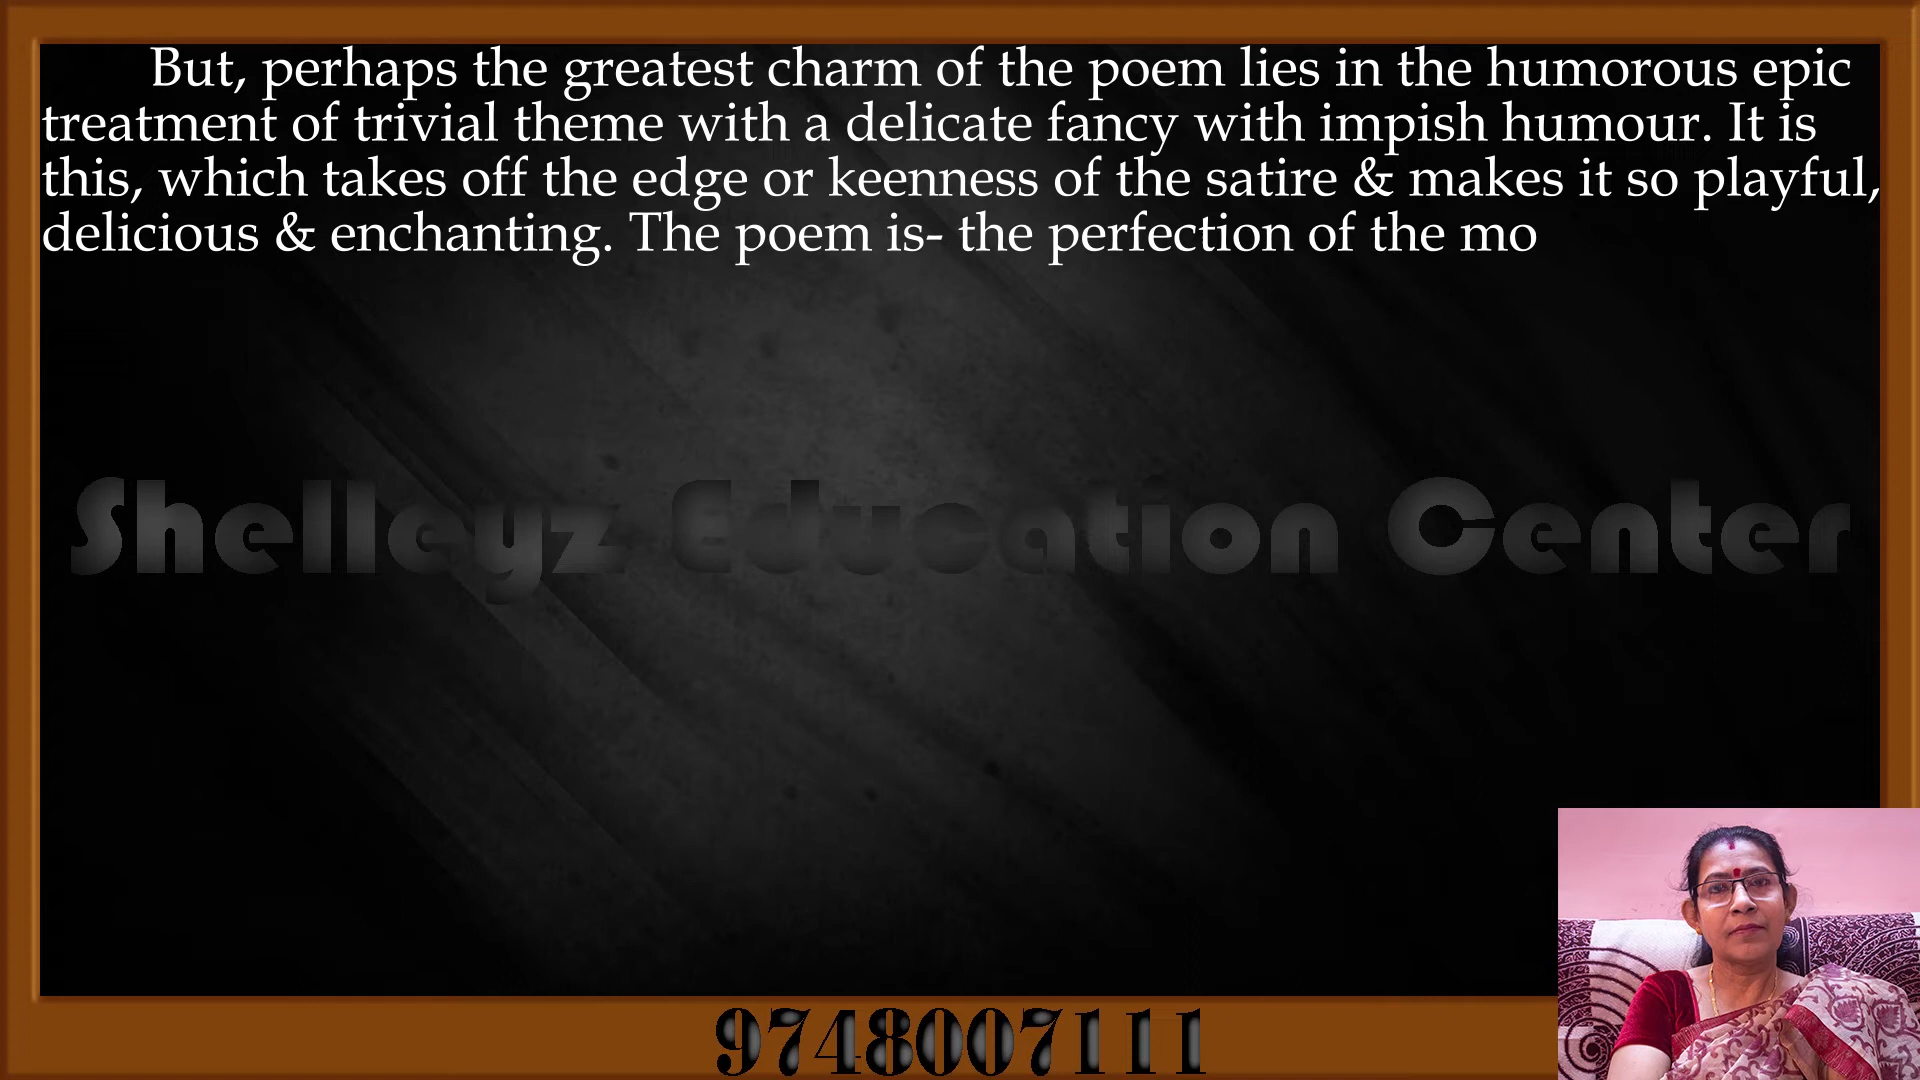 But, perhaps the greatest charm of the poem lies in the humorous epic
treatment of trivial theme with a delicate fancy with impish humour. It is
this, which takes off the edge or keenness of the satire & makes it so playful,
delicious & enchanting. The poem is- the perfection of the mo
Shelleyz Education Center
9748007111